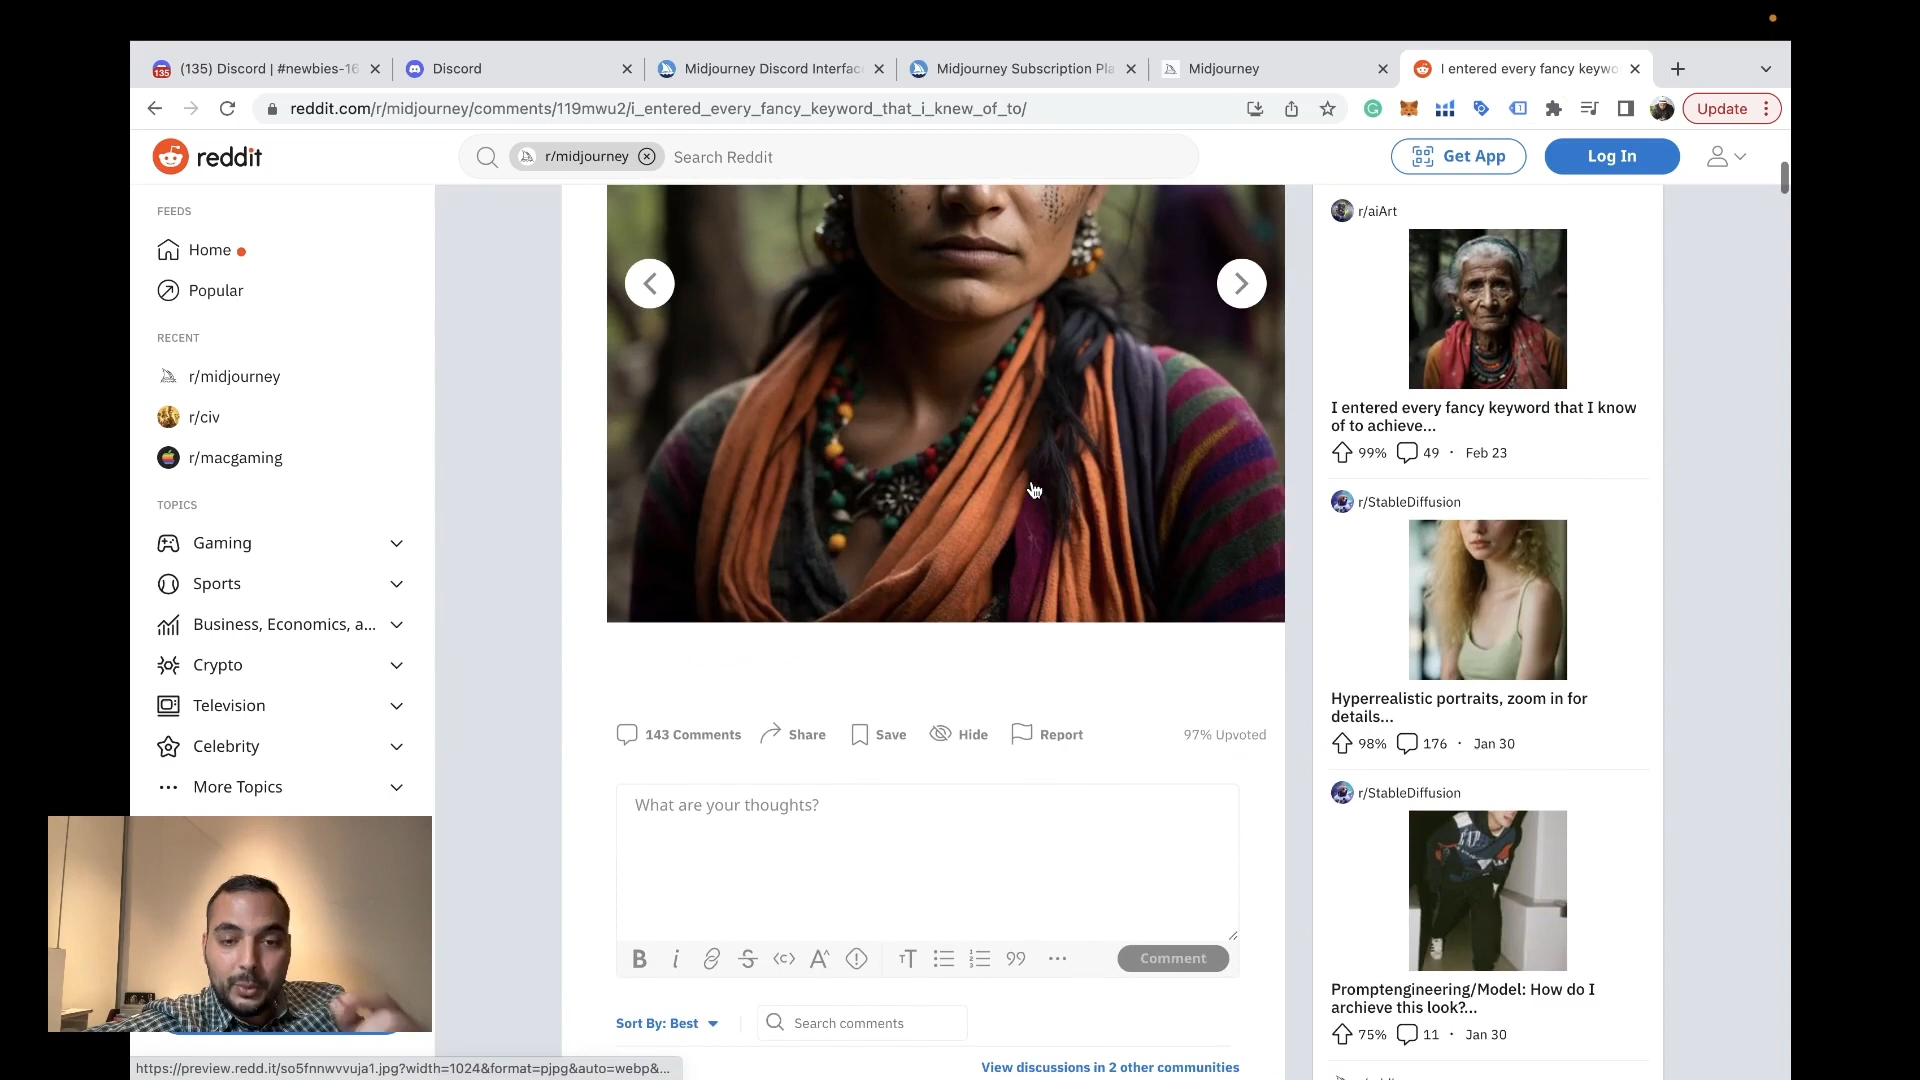 (135) Discord | #newbies-16
Discord
Midjourney Discord Interfac
Midjourney Subscription Pla
Midjourney
I entered every fancy keywo
135
reddit.com/r/midjourney/comments/119mwu2/i_entered_every_fancy_keyword_that_i_knew_of_to/
Update
reddit
r/midjourney
Search Reddit
Get App
Log In
FEEDS
Home
Popular
RECENT
r/midjourney
r/civ
r/macgaming
TOPICS
Gaming
Sports
Business, Economics, a...
Crypto
Television
Celebrity
More Topics
143 Comments
Share
Save
Hide
Report
97% Upvoted
What are your thoughts?
Comment
Sort By: Best
Search comments
View discussions in 2 other communities
r/aiArt
I entered every fancy keyword that I know
of to achieve...
99% 49 · Feb 23
r/StableDiffusion
Hyperrealistic portraits, zoom in for
details...
98% 176 · Jan 30
r/StableDiffusion
Promptengineering/Model: How do I
archieve this look?...
75% 11 · Jan 30
https://preview.redd.it/so5fnnwvvuja1.jpg?width=1024&format=pjpg&auto=webp&...